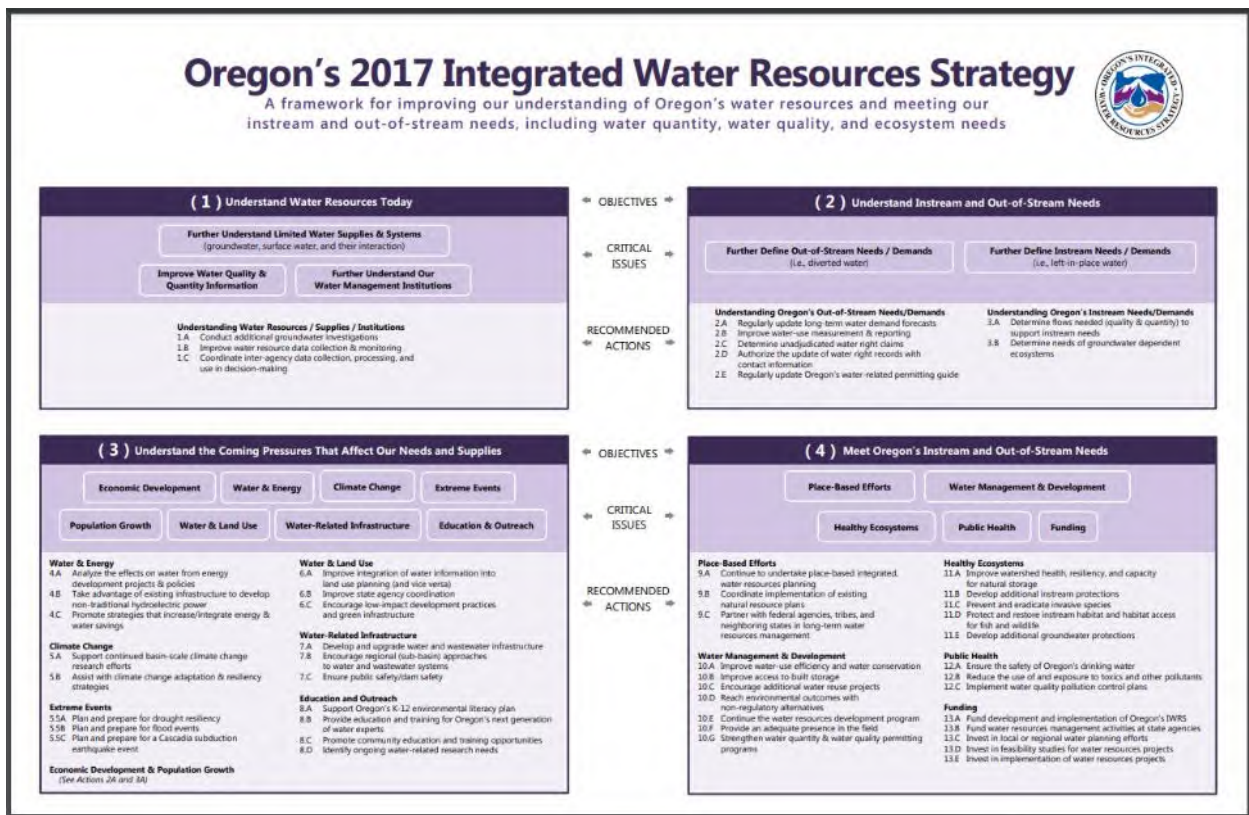 Oregon's 2017 Integrated Water Resources Strategy
A framework for improving our understanding of Oregon's water resources and meeting our
instream and out-of-stream needs, including water quantity, water quality, and ecosystem needs
OREGON'S INTEGRATED
WATER RESOURCES STRATEGY
( 1 ) Understand Water Resources Today
Further Understand Limited Water Supplies & Systems
(groundwater, surface water, and their interaction)
Improve Water Quality &
Quantity Information
Further Understand Our
Water Management Institutions
Understanding Water Resources / Supplies / Institutions
1.A Conduct additional groundwater investigations
1.B Improve water resource data collection & monitoring
1.C Coordinate inter-agency data collection, processing, and
use in decision-making
OBJECTIVES
CRITICAL
ISSUES
RECOMMENDED
ACTIONS
( 2 ) Understand Instream and Out-of-Stream Needs
Further Define Out-of-Stream Needs / Demands
(i.e., diverted water)
Further Define Instream Needs / Demands
(i.e., left-in-place water)
Understanding Oregon's Out-of-Stream Needs/Demands
2.A Regularly update long-term water demand forecasts
2.B Improve water-use measurement & reporting
2.C Determine unadjudicated water right claims
2.D Authorize the update of water right records with
contact information
2.E Regularly update Oregon's water-related permitting guide
Understanding Oregon's Instream Needs/Demands
3.A Determine flows needed (quality & quantity) to
support instream needs
3.B Determine needs of groundwater dependent
ecosystems
( 3 ) Understand the Coming Pressures That Affect Our Needs and Supplies
Economic Development
Water & Energy
Climate Change
Extreme Events
Population Growth
Water & Land Use
Water-Related Infrastructure
Education & Outreach
Water & Energy
4.A Analyze the effects on water from energy
development projects & policies
4.B Take advantage of existing infrastructure to develop
non-traditional hydroelectric power
4.C Promote strategies that increase/integrate energy &
water savings
Climate Change
5.A Support continued basin-scale climate change
research efforts
5.B Assist with climate change adaptation & resiliency
strategies
Extreme Events
5.5A Plan and prepare for drought resiliency
5.5B Plan and prepare for flood events
5.5C Plan and prepare for a Cascadia subduction
earthquake event
Economic Development & Population Growth
(See Actions 2A and 3A)
Water & Land Use
6.A Improve integration of water information into
land use planning (and vice versa)
6.B Improve state agency coordination
6.C Encourage low-impact development practices
and green infrastructure
Water-Related Infrastructure
7.A Develop and upgrade water and wastewater infrastructure
7.B Encourage regional (sub-basin) approaches
to water and wastewater systems
7.C Ensure public safety/dam safety
Education and Outreach
8.A Support Oregon's K-12 environmental literacy plan
8.B Provide education and training for Oregon's next generation
of water experts
8.C Promote community education and training opportunities
8.D Identify ongoing water-related research needs
OBJECTIVES
CRITICAL
ISSUES
RECOMMENDED
ACTIONS
( 4 ) Meet Oregon's Instream and Out-of-Stream Needs
Place-Based Efforts
Water Management & Development
Healthy Ecosystems
Public Health
Funding
Place-Based Efforts
9.A Continue to undertake place-based integrated,
water resources planning
9.B Coordinate implementation of existing
natural resource plans
9.C Partner with federal agencies, tribes, and
neighboring states in long-term water
resources management
Water Management & Development
10.A Improve water-use efficiency and water conservation
10.B Improve access to built storage
10.C Encourage additional water reuse projects
10.D Reach environmental outcomes with
non-regulatory alternatives
10.E Continue the water resources development program
10.F Provide an adequate presence in the field
10.G Strengthen water quantity & water quality permitting
programs
Healthy Ecosystems
11.A Improve watershed health, resiliency, and capacity
for natural storage
11.B Develop additional instream protections
11.C Prevent and eradicate invasive species
11.D Protect and restore instream habitat and habitat access
for fish and wildlife
11.E Develop additional groundwater protections
Public Health
12.A Ensure the safety of Oregon's drinking water
12.B Reduce the use of and exposure to toxics and other pollutants
12.C Implement water quality pollution control plans
Funding
13.A Fund development and implementation of Oregon's IWRS
13.B Fund water resources management activities at state agencies
13.C Invest in local or regional water planning efforts
13.D Invest in feasibility studies for water resources projects
13.E Invest in implementation of water resources projects